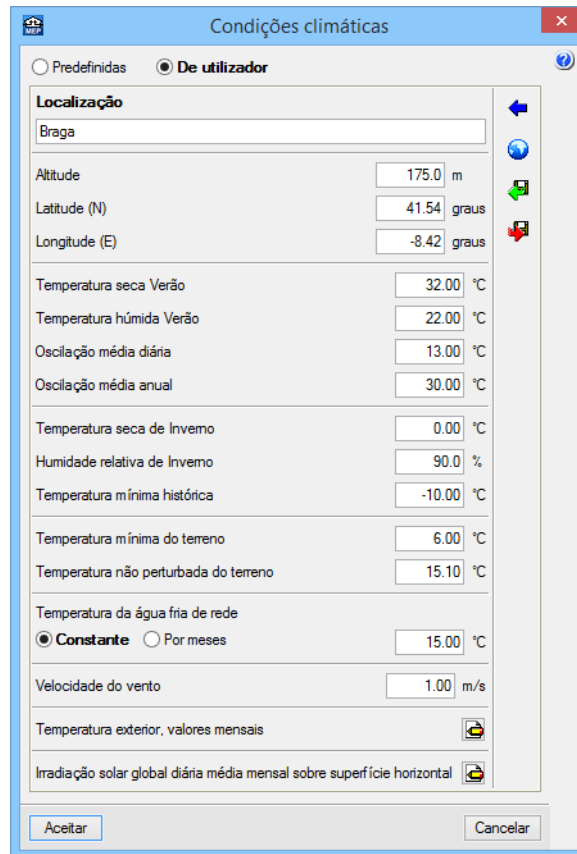 MEP
Condições climáticas
Predefinidas De utilizador
Localização
Braga
Altitude 175.0 m
Latitude (N) 41.54 graus
Longitude (E) -8.42 graus
Temperatura seca Verão 32.00 °C
Temperatura húmida Verão 22.00 °C
Oscilação média diária 13.00 °C
Oscilação média anual 30.00 °C
Temperatura seca de Inverno 0.00 °C
Humidade relativa de Inverno 90.0 %
Temperatura mínima histórica -10.00 °C
Temperatura mínima do terreno 6.00 °C
Temperatura não perturbada do terreno 15.10 °C
Temperatura da água fria de rede
Constante Por meses 15.00 °C
Velocidade do vento 1.00 m/s
Temperatura exterior, valores mensais
Irradiação solar global diária média mensal sobre superfície horizontal
Aceitar Cancelar